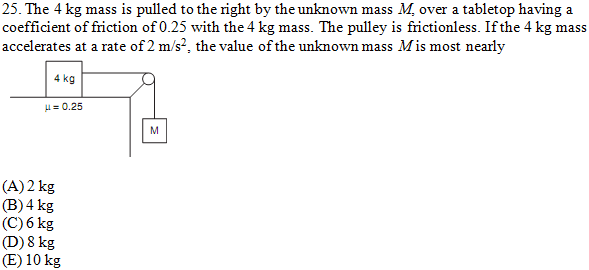 25. The 4 kg mass is pulled to the right by the unknown mass M, over a tabletop having a
coefficient of friction of 0.25 with the 4 kg mass. The pulley is frictionless. If the 4 kg mass
accelerates at a rate of 2 m/s², the value of the unknown mass M is most nearly
4 kg
μ = 0.25
M
(A) 2 kg
(B) 4 kg
(C) 6 kg
(D) 8 kg
(E) 10 kg